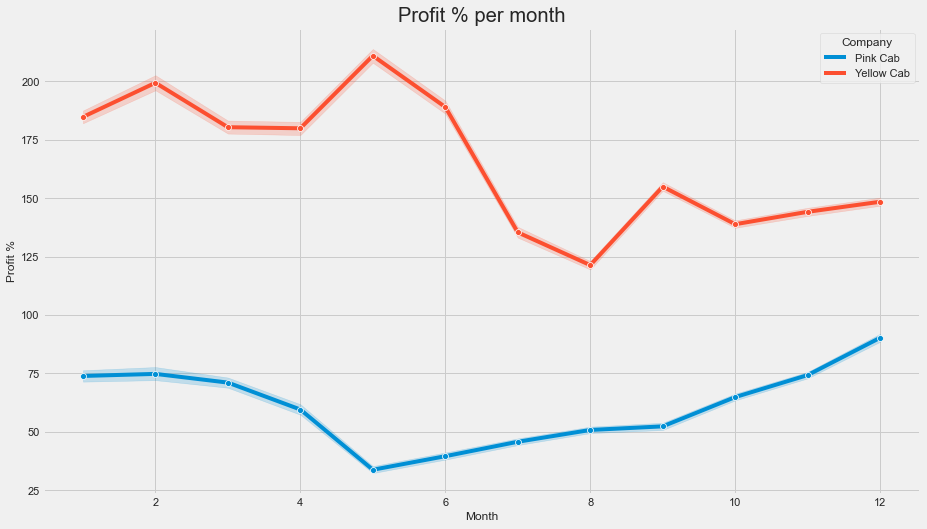 Profit % per month
Company
Pink Cab
Yellow Cab
200
175
150
125
100
75
50
25
Profit %
2 4 6 8 10 12
Month